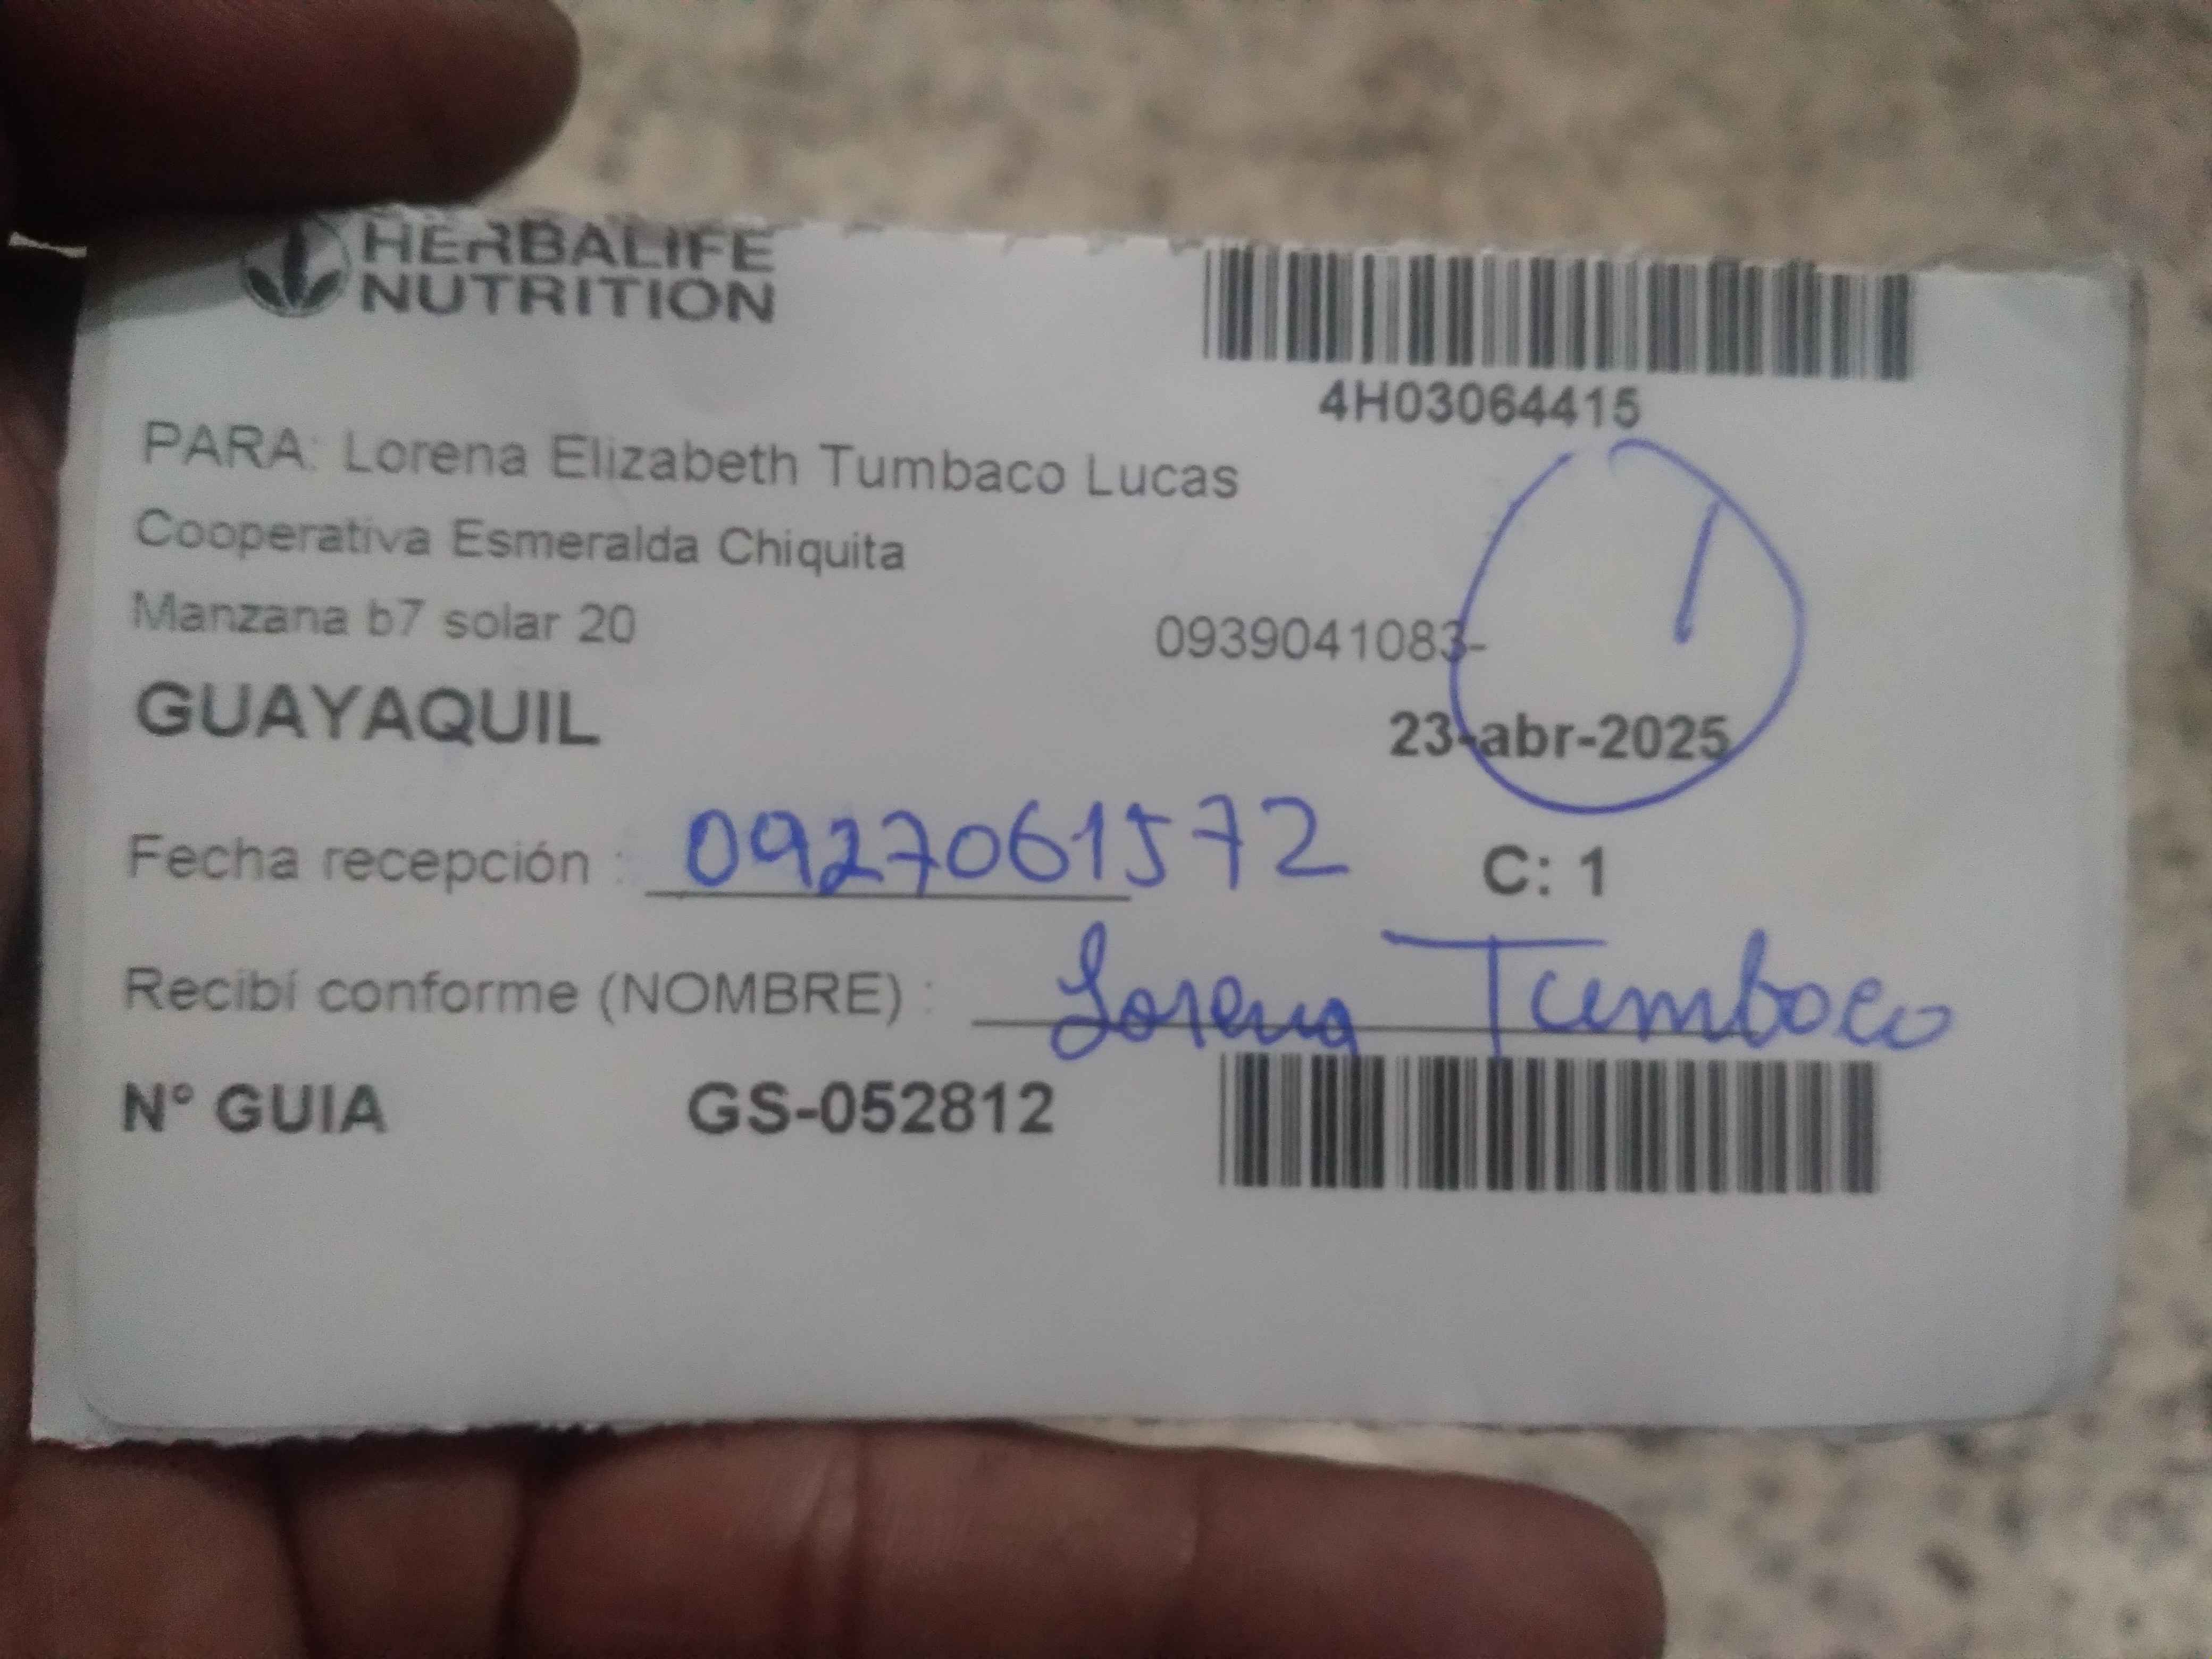 HERBALIFE
NUTRITION
4H03064415
PARA: Lorena Elizabeth Tumbaco Lucas
Cooperativa Esmeralda Chiquita
Manzana b7 solar 20
0939041083-
1
GUAYAQUIL
23-abr-2025
Fecha recepción : 0927061572
C: 1
Recibí conforme (NOMBRE) : Lorena Tumbaco
N° GUIA GS-052812